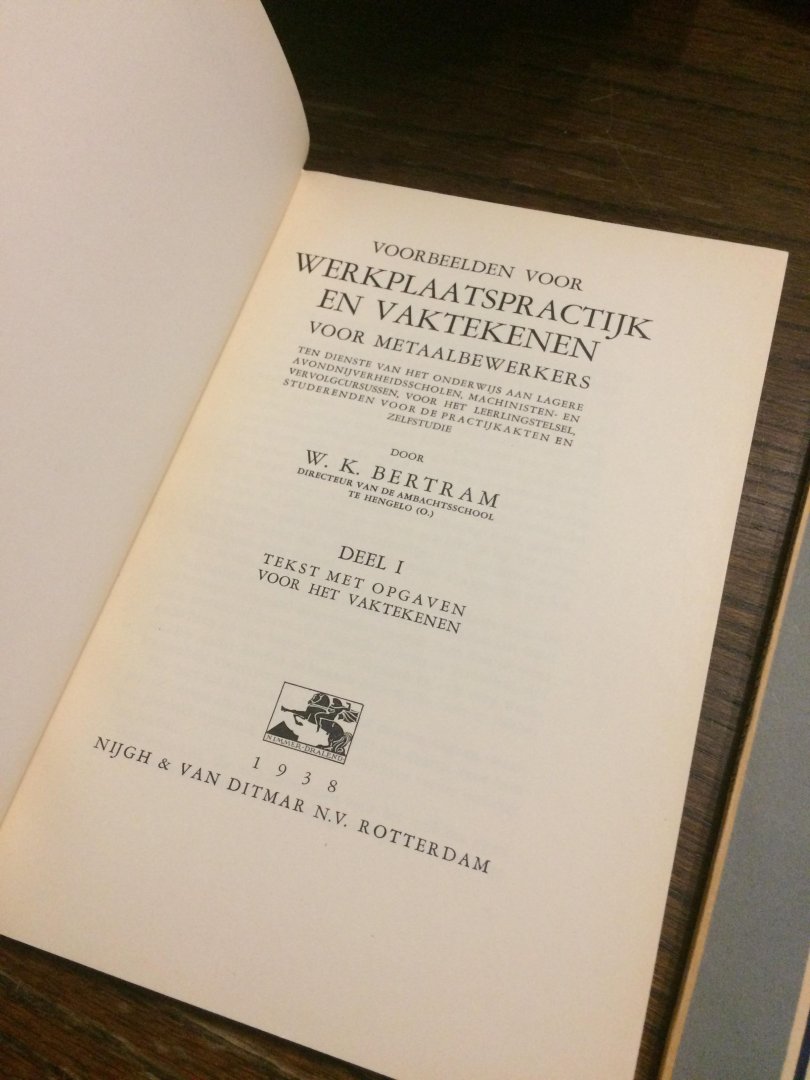 VOORBEELDEN VOOR
WERKPLAATSPRACTIJK
EN VAKTEKENEN
VOOR METAALBEWERKERS
TEN DIENSTE VAN HET ONDERWIJS AAN LAGERE
AVONDNIJVERHEIDSSCHOLEN, MACHINISTEN- EN
VERVOLGCURSUSSEN, VOOR HET LEERLINGSTELSEL,
STUDERENDEN VOOR DE PRACTIJKAKTEN EN
ZELFSTUDIE
DOOR
W. K. BERTRAM
DIRECTEUR VAN DE AMBACHTSSCHOOL
TE HENGELO (O.)
DEEL I
TEKST MET OPGAVEN
VOOR HET VAKTEKENEN
NIMMER-DRALEND
1938
NIJGH & VAN DITMAR N.V. ROTTERDAM